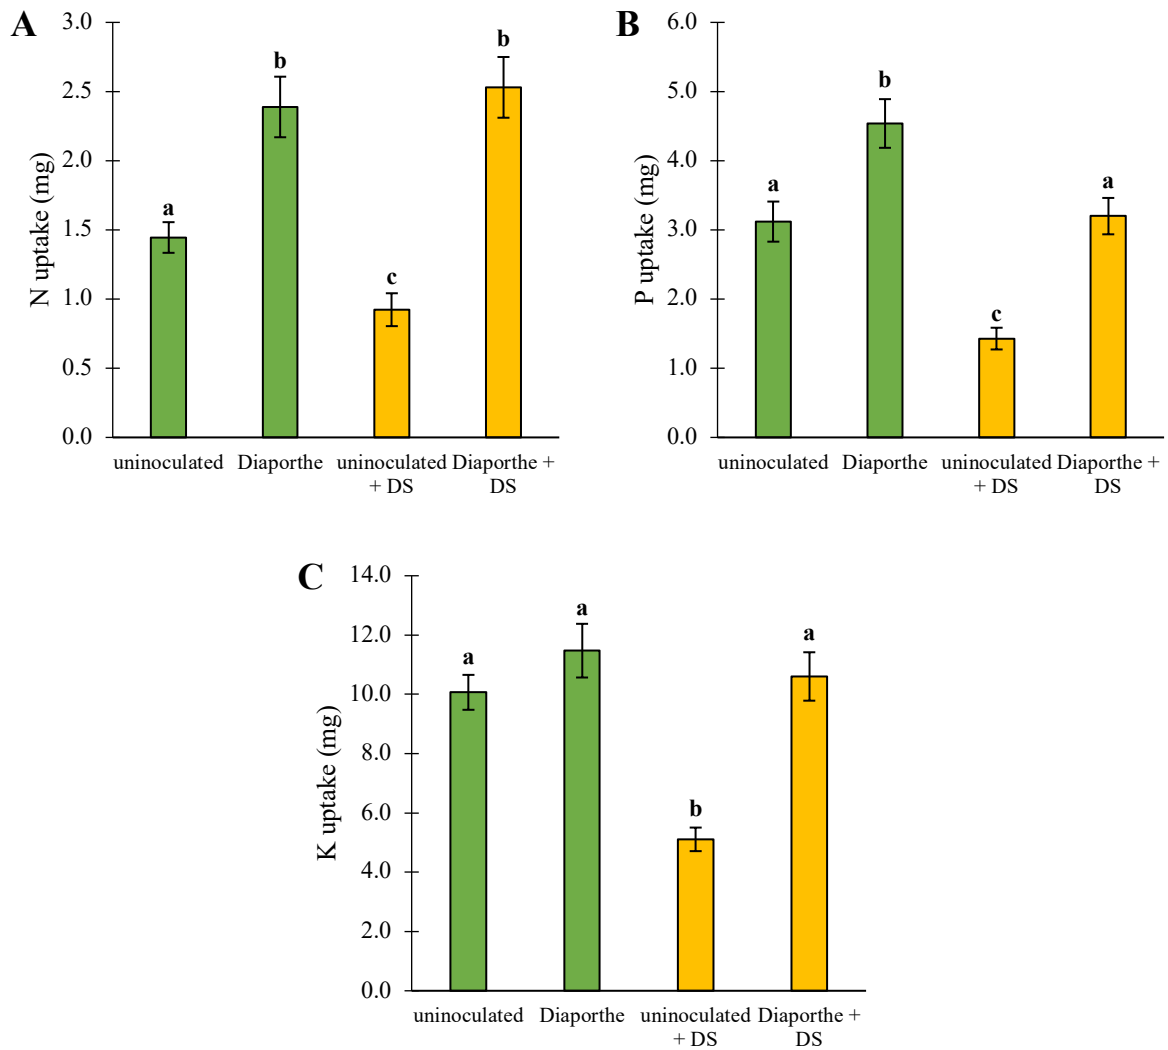 A
N uptake (mg)
3.0
2.5
2.0
1.5
1.0
0.5
0.0
a
b
c
b
uninoculated
Diaporthe
uninoculated
+ DS
Diaporthe +
DS
B
P uptake (mg)
6.0
5.0
4.0
3.0
2.0
1.0
0.0
a
b
c
a
uninoculated
Diaporthe
uninoculated
+ DS
Diaporthe +
DS
C
K uptake (mg)
14.0
12.0
10.0
8.0
6.0
4.0
2.0
0.0
a
a
b
a
uninoculated
Diaporthe
uninoculated
+ DS
Diaporthe +
DS